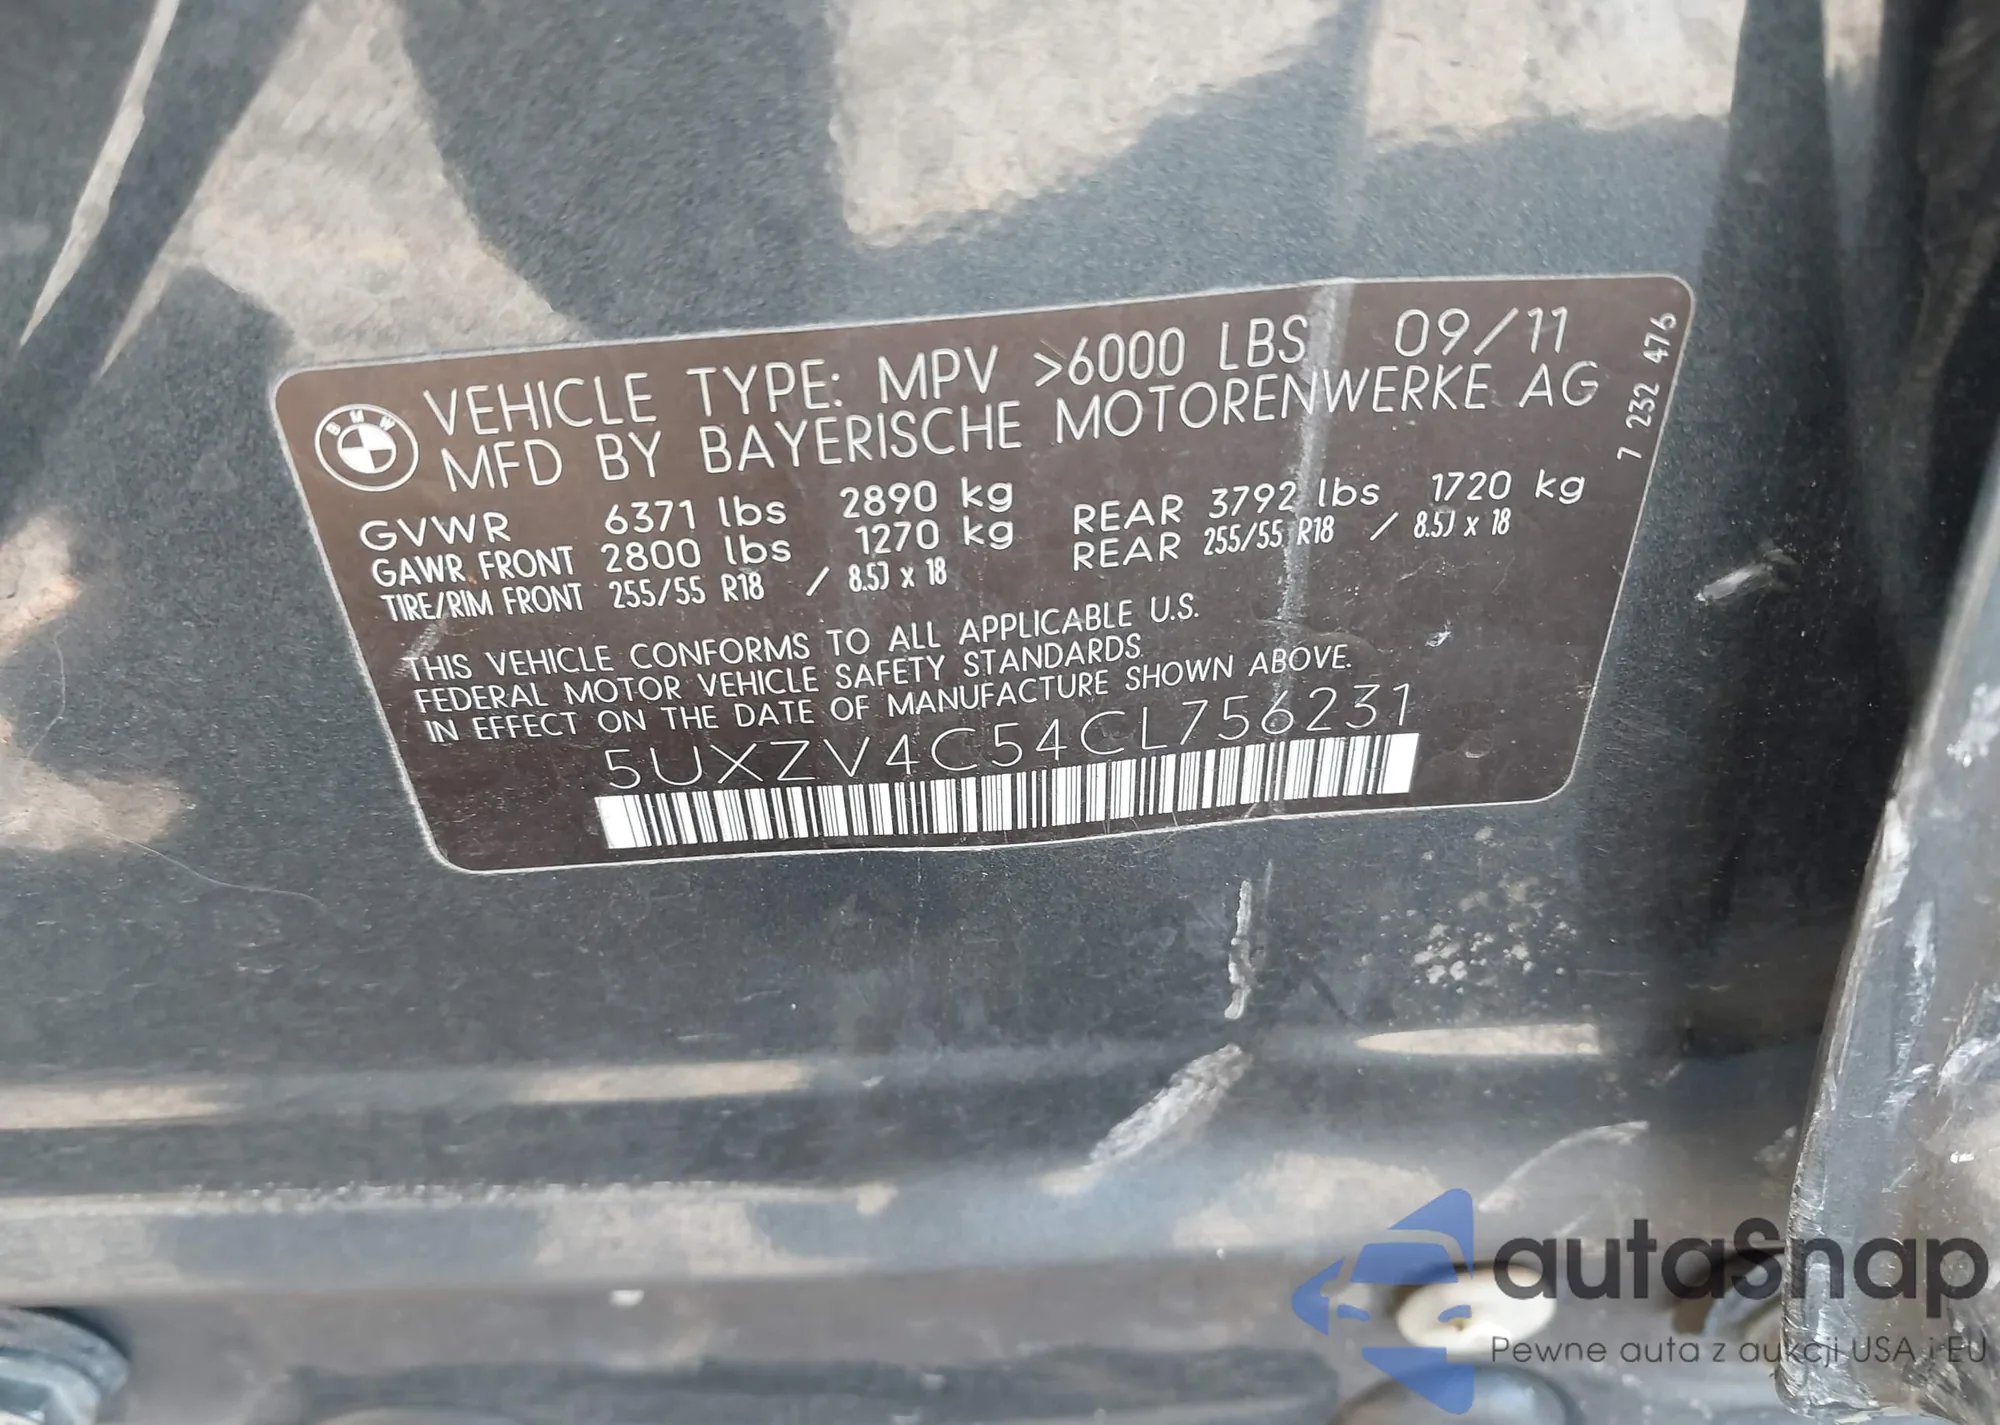 BMW
VEHICLE TYPE: MPV >6000 LBS 09/11
MFD BY BAYERISCHE MOTORENWERKE AG
7 232 476
GVWR 6371 lbs 2890 kg
GAWR FRONT 2800 lbs 1270 kg REAR 3792 lbs 1720 kg
TIRE/RIM FRONT 255/55 R18 / 8.5J x 18 REAR 255/55 R18 / 8.5J x 18
THIS VEHICLE CONFORMS TO ALL APPLICABLE U.S.
FEDERAL MOTOR VEHICLE SAFETY STANDARDS
IN EFFECT ON THE DATE OF MANUFACTURE SHOWN ABOVE.
5UXZV4C54CL756231
autaSnap
Pewne auta z aukcji USA i EU